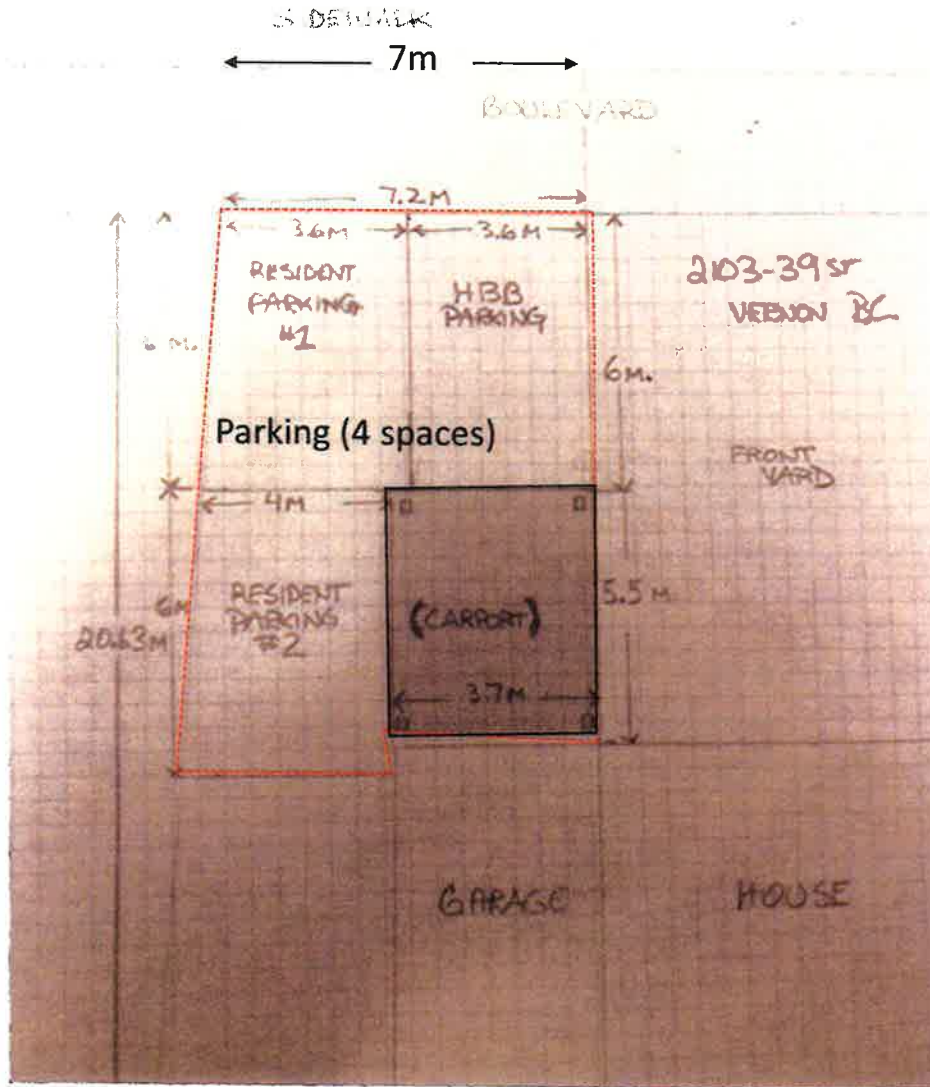 SIDEWALK
7m
BOULEVARD
7.2M
3.6M
3.6M
RESIDENT
PARKING
#1
HBB
PARKING
2103-39 ST
VERNON BC
6 M.
6M.
Parking (4 spaces)
FRONT
YARD
4M
6M
RESIDENT
PARKING
#2
(CARPORT)
5.5 M
20.63M
3.7M
GARAGE
HOUSE